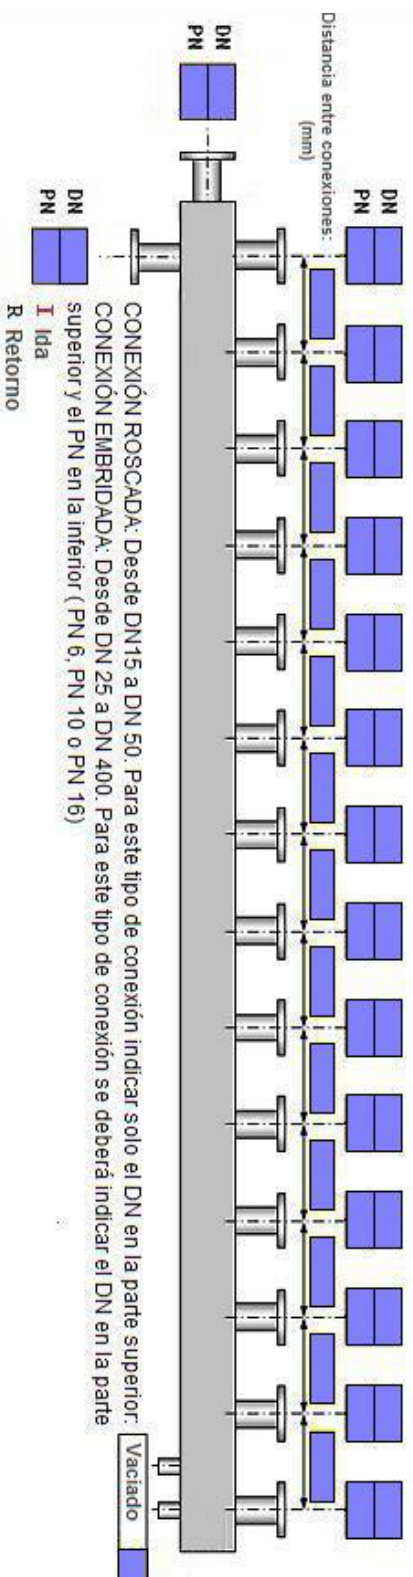 DN
PN
Distancia entre conexiones:
(mm)
DN
PN
CONEXIÓN ROSCADA: Desde DN15 a DN 50. Para este tipo de conexión indicar solo el DN en la parte superior.
CONEXIÓN EMBRIDADA: Desde DN 25 a DN 400. Para este tipo de conexión se deberá indicar el DN en la parte
superior y el PN en la inferior ( PN 6, PN 10 o PN 16)
DN
PN
I Ida
R Retorno
Vaciado